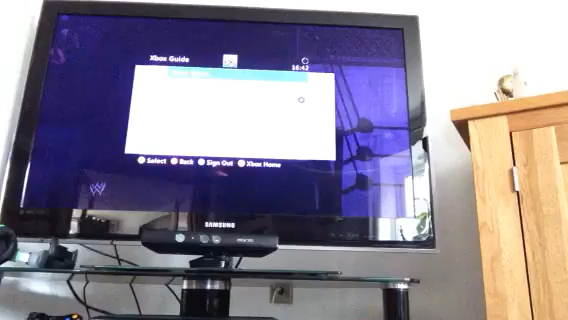 Xbox Guide
16:42
Select Back Sign Out Xbox Home
W
SAMSUNG